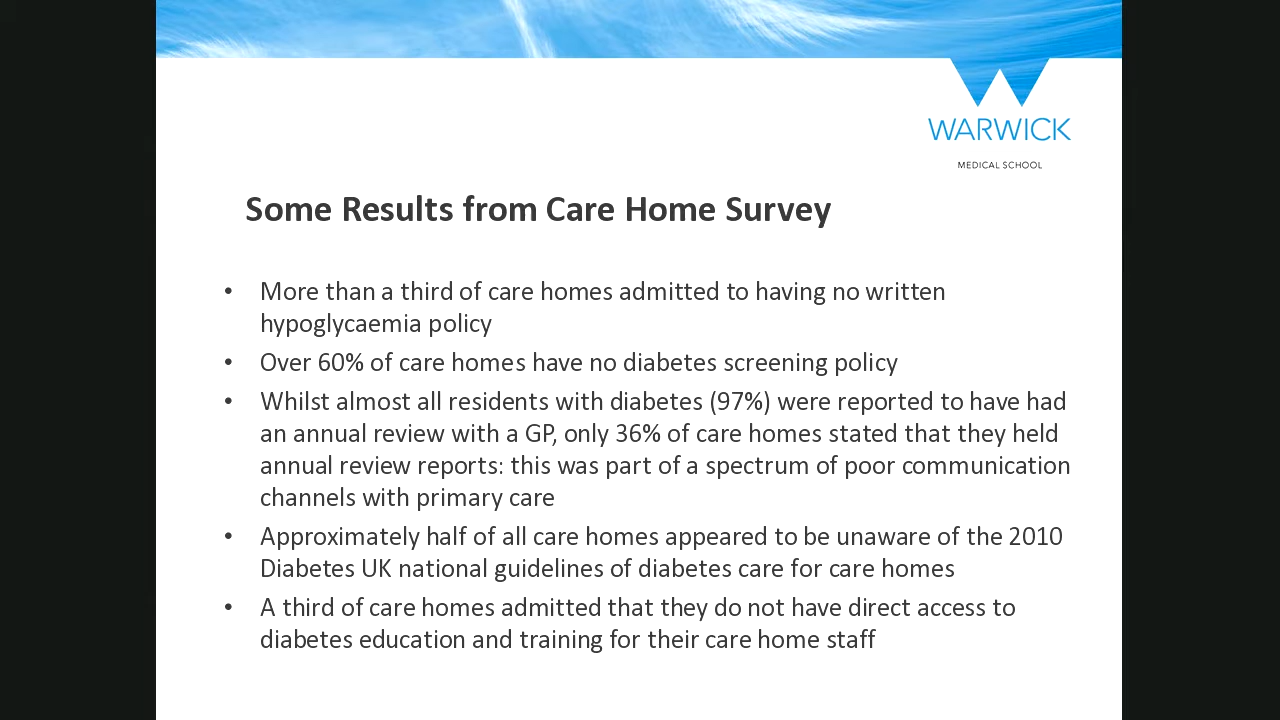 WARWICK
MEDICAL SCHOOL
Some Results from Care Home Survey
• More than a third of care homes admitted to having no written
hypoglycaemia policy
• Over 60% of care homes have no diabetes screening policy
• Whilst almost all residents with diabetes (97%) were reported to have had
an annual review with a GP, only 36% of care homes stated that they held
annual review reports: this was part of a spectrum of poor communication
channels with primary care
• Approximately half of all care homes appeared to be unaware of the 2010
Diabetes UK national guidelines of diabetes care for care homes
• A third of care homes admitted that they do not have direct access to
diabetes education and training for their care home staff